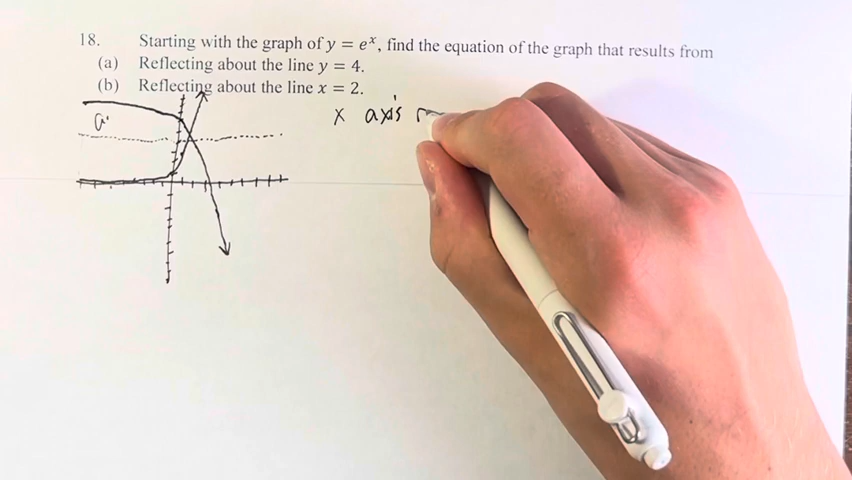 18. Starting with the graph of y = eˣ, find the equation of the graph that results from
(a) Reflecting about the line y = 4.
(b) Reflecting about the line x = 2.
x axis